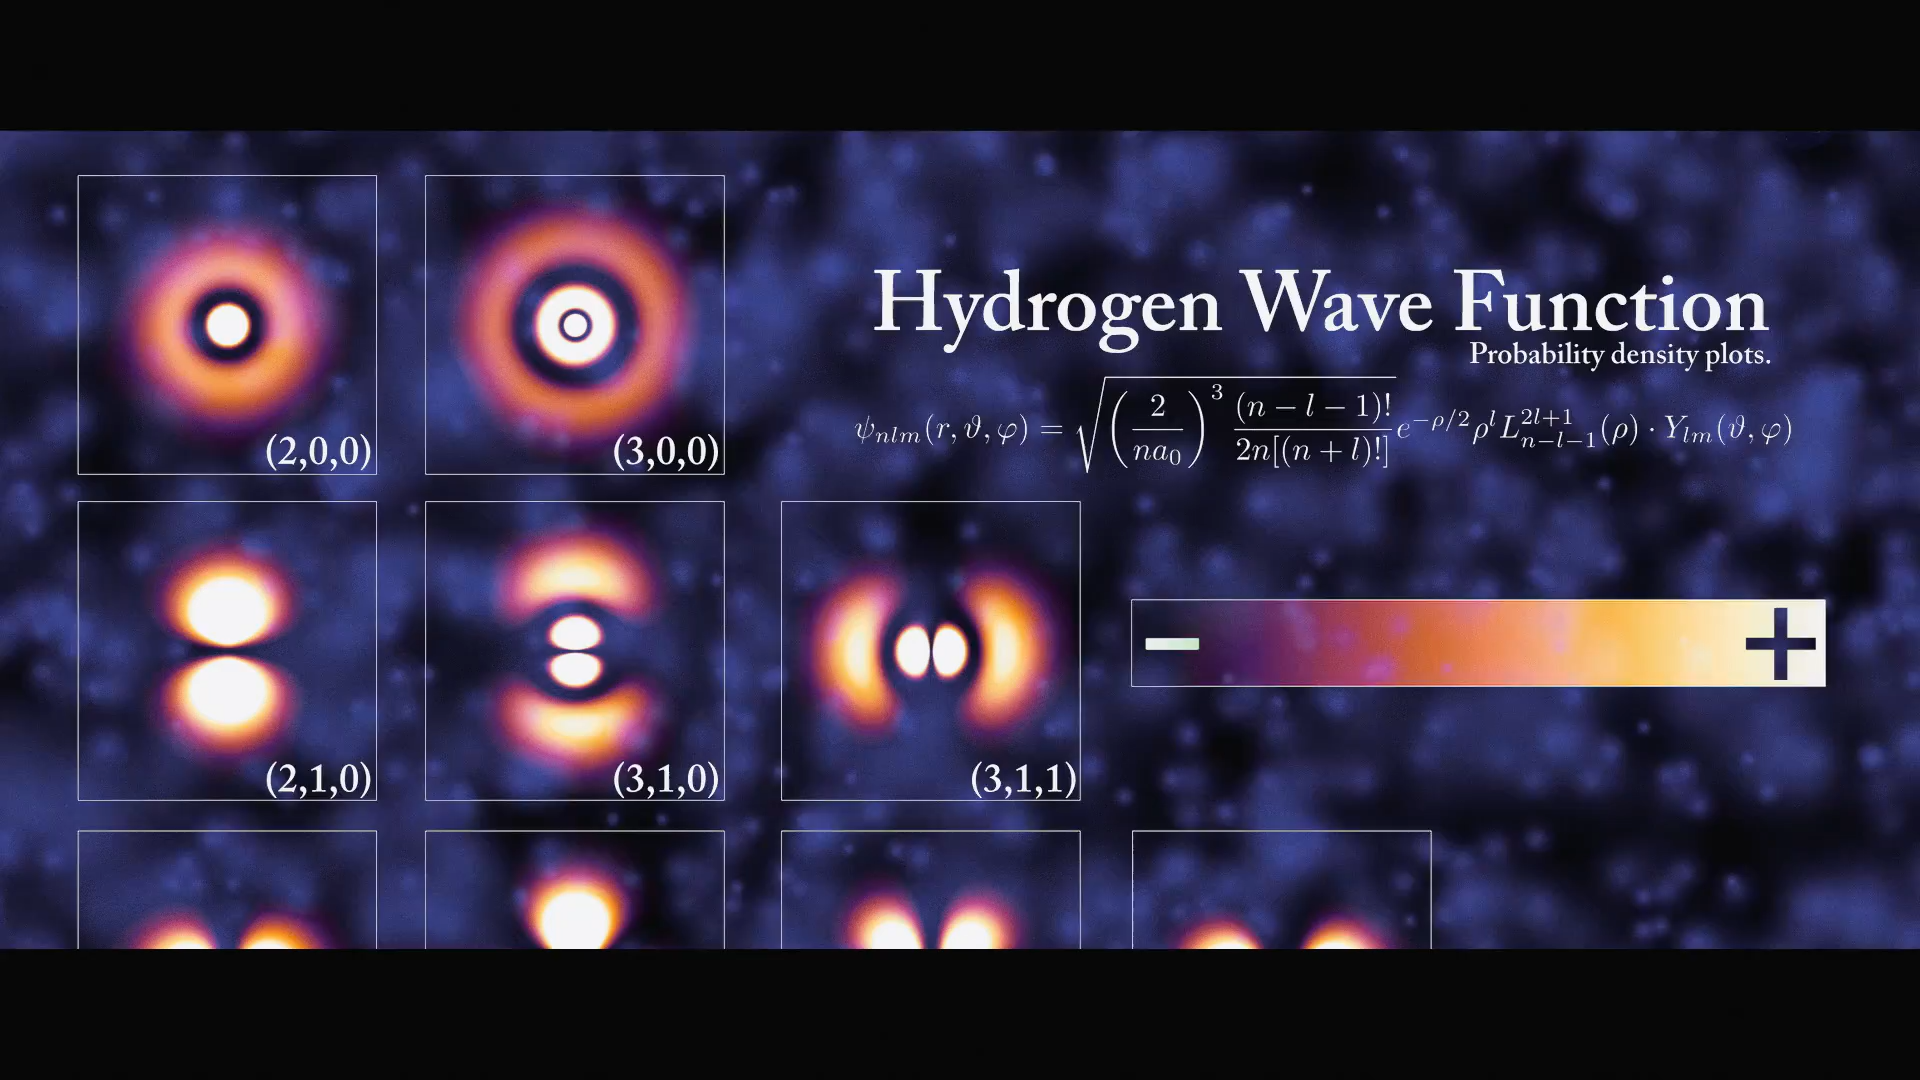 (2,0,0)
(3,0,0)
Hydrogen Wave Function
Probability density plots.
ψₙₗₘ(r, ϑ, φ) = √((2/na₀)³ (n − l − 1)!/2n[(n + l)!]) e^{−ρ/2} ρ^l L_{n−l−1}^{2l+1}(ρ) · Yₗₘ(ϑ, φ)
(2,1,0)
(3,1,0)
(3,1,1)
− +